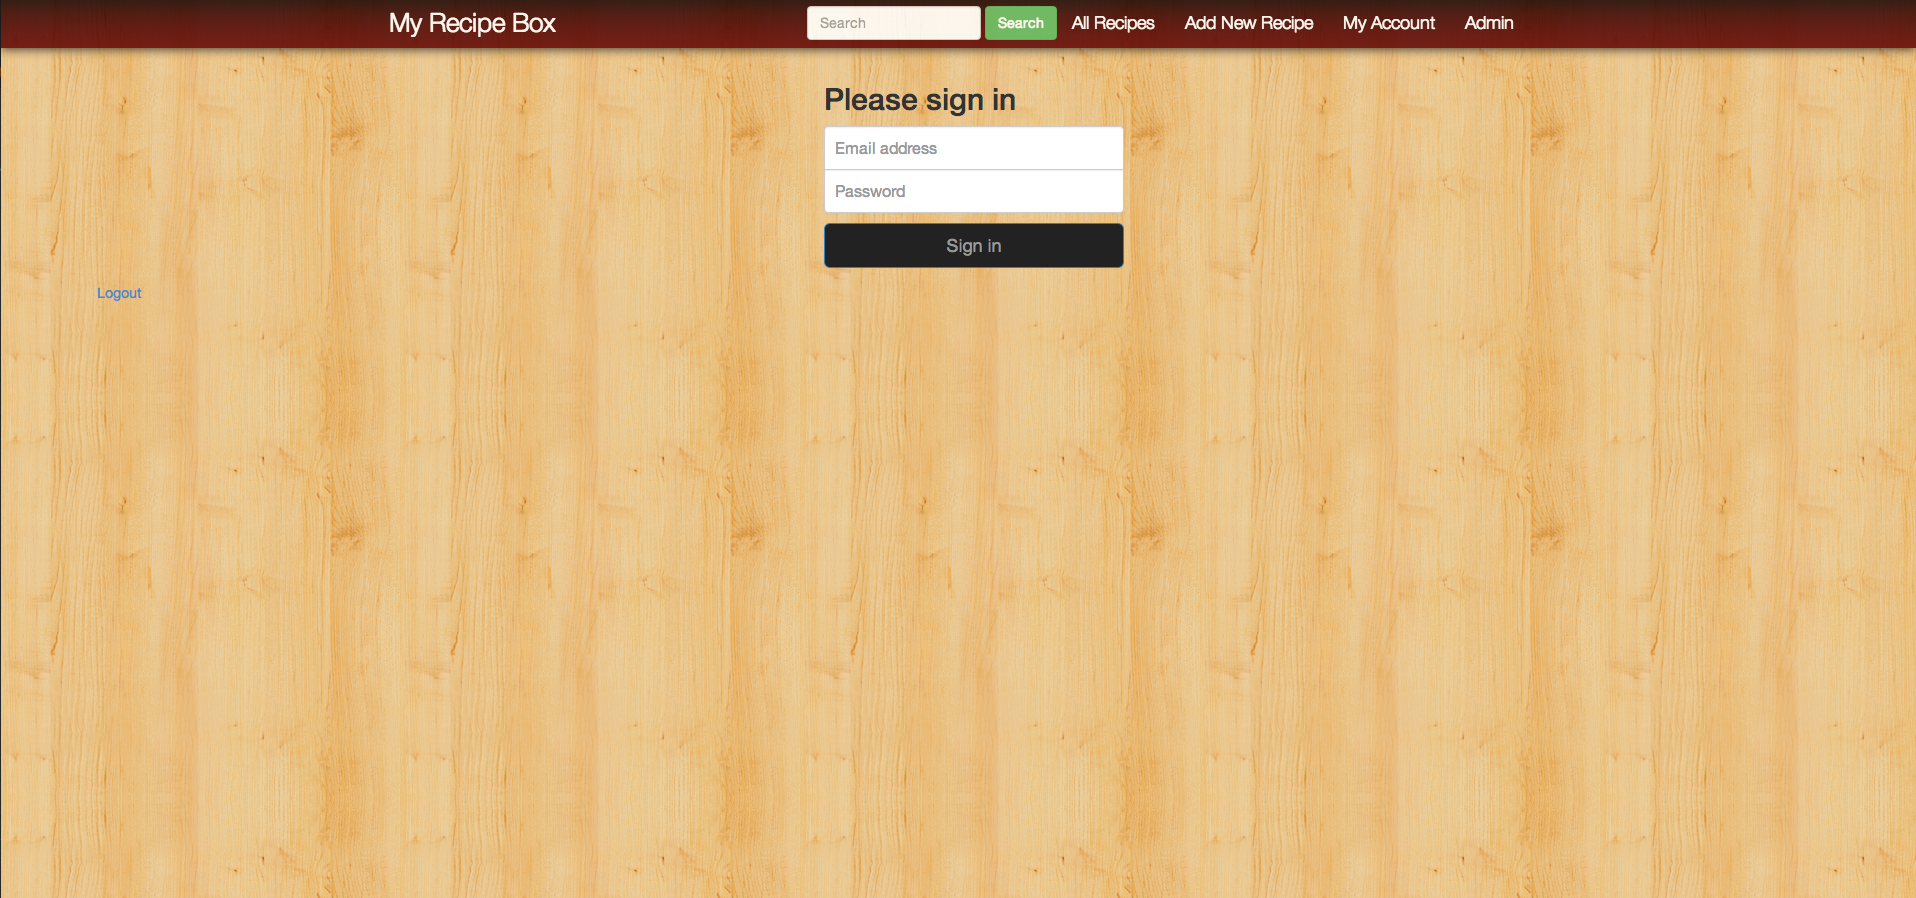 My Recipe Box Search Search All Recipes Add New Recipe My Account Admin
Please sign in
Email address
Password
Sign in
Logout